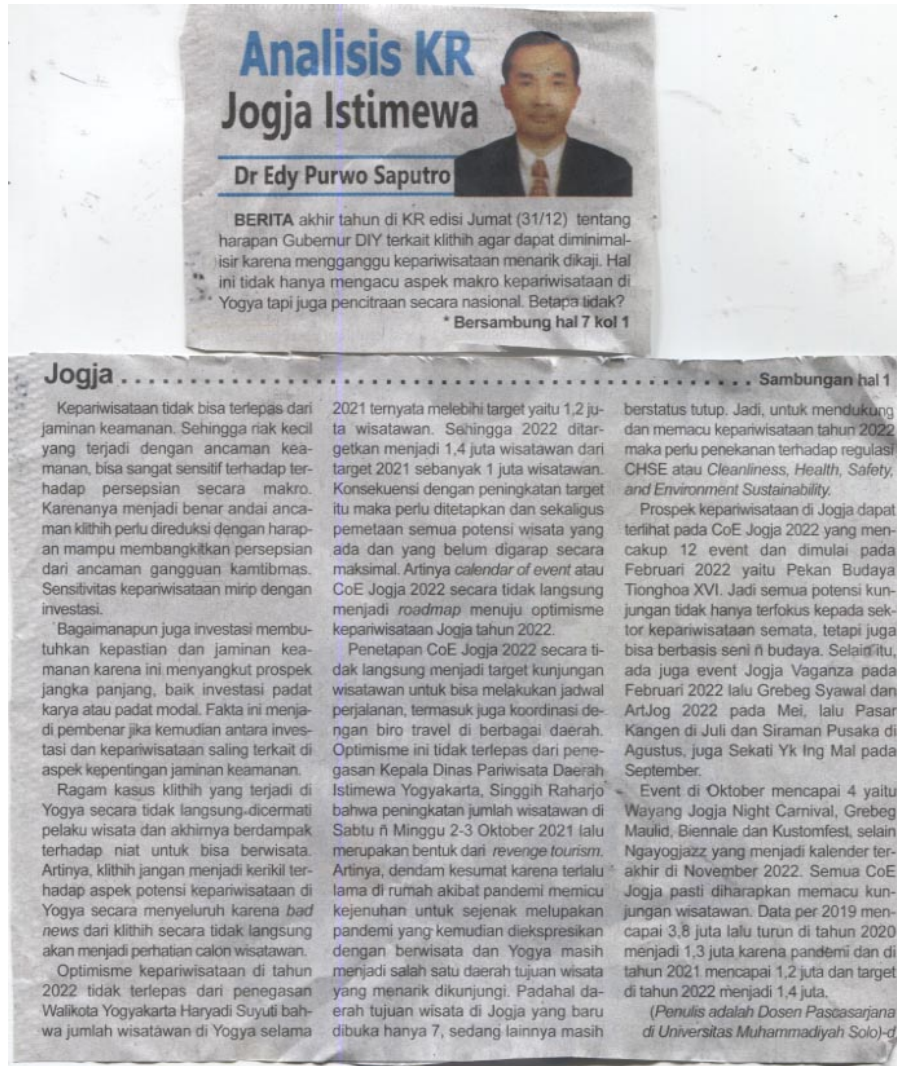 Analisis KR
Jogja Istimewa
Dr Edy Purwo Saputro
BERITA akhir tahun di KR edisi Jumat (31/12) tentang
harapan Gubernur DIY terkait klithih agar dapat diminimal-
isir karena mengganggu kepariwisataan menarik dikaji. Hal
ini tidak hanya mengacu aspek makro kepariwisataan di
Yogya tapi juga pencitraan secara nasional. Betapa tidak?
* Bersambung hal 7 kol 1
Jogja . . . . . . . . . . . . . . . . . . . . . . . . . . . . . . . . . . . . . . . . . . . . . . . . Sambungan hal 1
Kepariwisataan tidak bisa terlepas dari
jaminan keamanan. Sehingga riak kecil
yang terjadi dengan ancaman kea-
manan, bisa sangat sensitif terhadap ter-
hadap persepsian secara makro.
Karenanya menjadi benar andai anca-
man klithih perlu direduksi dengan harap-
an mampu membangkitkan persepsian
dari ancaman gangguan kamtibmas.
Sensitivitas kepariwisataan mirip dengan
investasi.
Bagaimanapun juga investasi membu-
tuhkan kepastian dan jaminan kea-
manan karena ini menyangkut prospek
jangka panjang, baik investasi padat
karya atau padat modal. Fakta ini menja-
di pembenar jika kemudian antara inves-
tasi dan kepariwisataan saling terkait di
aspek kepentingan jaminan keamanan.
Ragam kasus klithih yang terjadi di
Yogya secara tidak langsung dicermati
pelaku wisata dan akhirnya berdampak
terhadap niat untuk bisa berwisata.
Artinya, klithih jangan menjadi kerikil ter-
hadap aspek potensi kepariwisataan di
Yogya secara menyeluruh karena bad
news dari klithih secara tidak langsung
akan menjadi perhatian calon wisatawan.
Optimisme kepariwisataan di tahun
2022 tidak terlepas dari penegasan
Walikota Yogyakarta Haryadi Suyuti bah-
wa jumlah wisatawan di Yogya selama
2021 ternyata melebihi target yaitu 1,2 ju-
ta wisatawan. Sehingga 2022 ditar-
getkan menjadi 1,4 juta wisatawan dari
target 2021 sebanyak 1 juta wisatawan.
Konsekuensi dengan peningkatan target
itu maka perlu ditetapkan dan sekaligus
pemetaan semua potensi wisata yang
ada dan yang belum digarap secara
maksimal. Artinya calendar of event atau
CoE Jogja 2022 secara tidak langsung
menjadi roadmap menuju optimisme
kepariwisataan Jogja tahun 2022.
Penetapan CoE Jogja 2022 secara ti-
dak langsung menjadi target kunjungan
wisatawan untuk bisa melakukan jadwal
perjalanan, termasuk juga koordinasi de-
ngan biro travel di berbagai daerah.
Optimisme ini tidak terlepas dari pene-
gasan Kepala Dinas Pariwisata Daerah
Istimewa Yogyakarta, Singgih Raharjo
bahwa peningkatan jumlah wisatawan di
Sabtu ñ Minggu 2-3 Oktober 2021 lalu
merupakan bentuk dari revenge tourism.
Artinya, dendam kesumat karena terlalu
lama di rumah akibat pandemi memicu
kejenuhan untuk sejenak melupakan
pandemi yang kemudian diekspresikan
dengan berwisata dan Yogya masih
menjadi salah satu daerah tujuan wisata
yang menarik dikunjungi. Padahal da-
erah tujuan wisata di Jogja yang baru
dibuka hanya 7, sedang lainnya masih
berstatus tutup. Jadi, untuk mendukung
dan memacu kepariwisataan tahun 2022
maka perlu penekanan terhadap regulasi
CHSE atau Cleanliness, Health, Safety,
and Environment Sustainability.
Prospek kepariwisataan di Jogja dapat
terlihat pada CoE Jogja 2022 yang men-
cakup 12 event dan dimulai pada
Februari 2022 yaitu Pekan Budaya
Tionghoa XVI. Jadi semua potensi kun-
jungan tidak hanya terfokus kepada sek-
tor kepariwisataan semata, tetapi juga
bisa berbasis seni ñ budaya. Selain itu,
ada juga event Jogja Vaganza pada
Februari 2022 lalu Grebeg Syawal dan
ArtJog 2022 pada Mei, lalu Pasar
Kangen di Juli dan Siraman Pusaka di
Agustus, juga Sekati Yk Ing Mal pada
September.
Event di Oktober mencapai 4 yaitu
Wayang Jogja Night Carnival, Grebeg
Maulid, Biennale dan Kustomfest, selain
Ngayogjazz yang menjadi kalender ter-
akhir di November 2022. Semua CoE
Jogja pasti diharapkan memacu kun-
jungan wisatawan. Data per 2019 men-
capai 3,8 juta lalu turun di tahun 2020
menjadi 1,3 juta karena pandemi dan di
tahun 2021 mencapai 1,2 juta dan target
di tahun 2022 menjadi 1,4 juta.
(Penulis adalah Dosen Pascasarjana
di Universitas Muhammadiyah Solo)-d